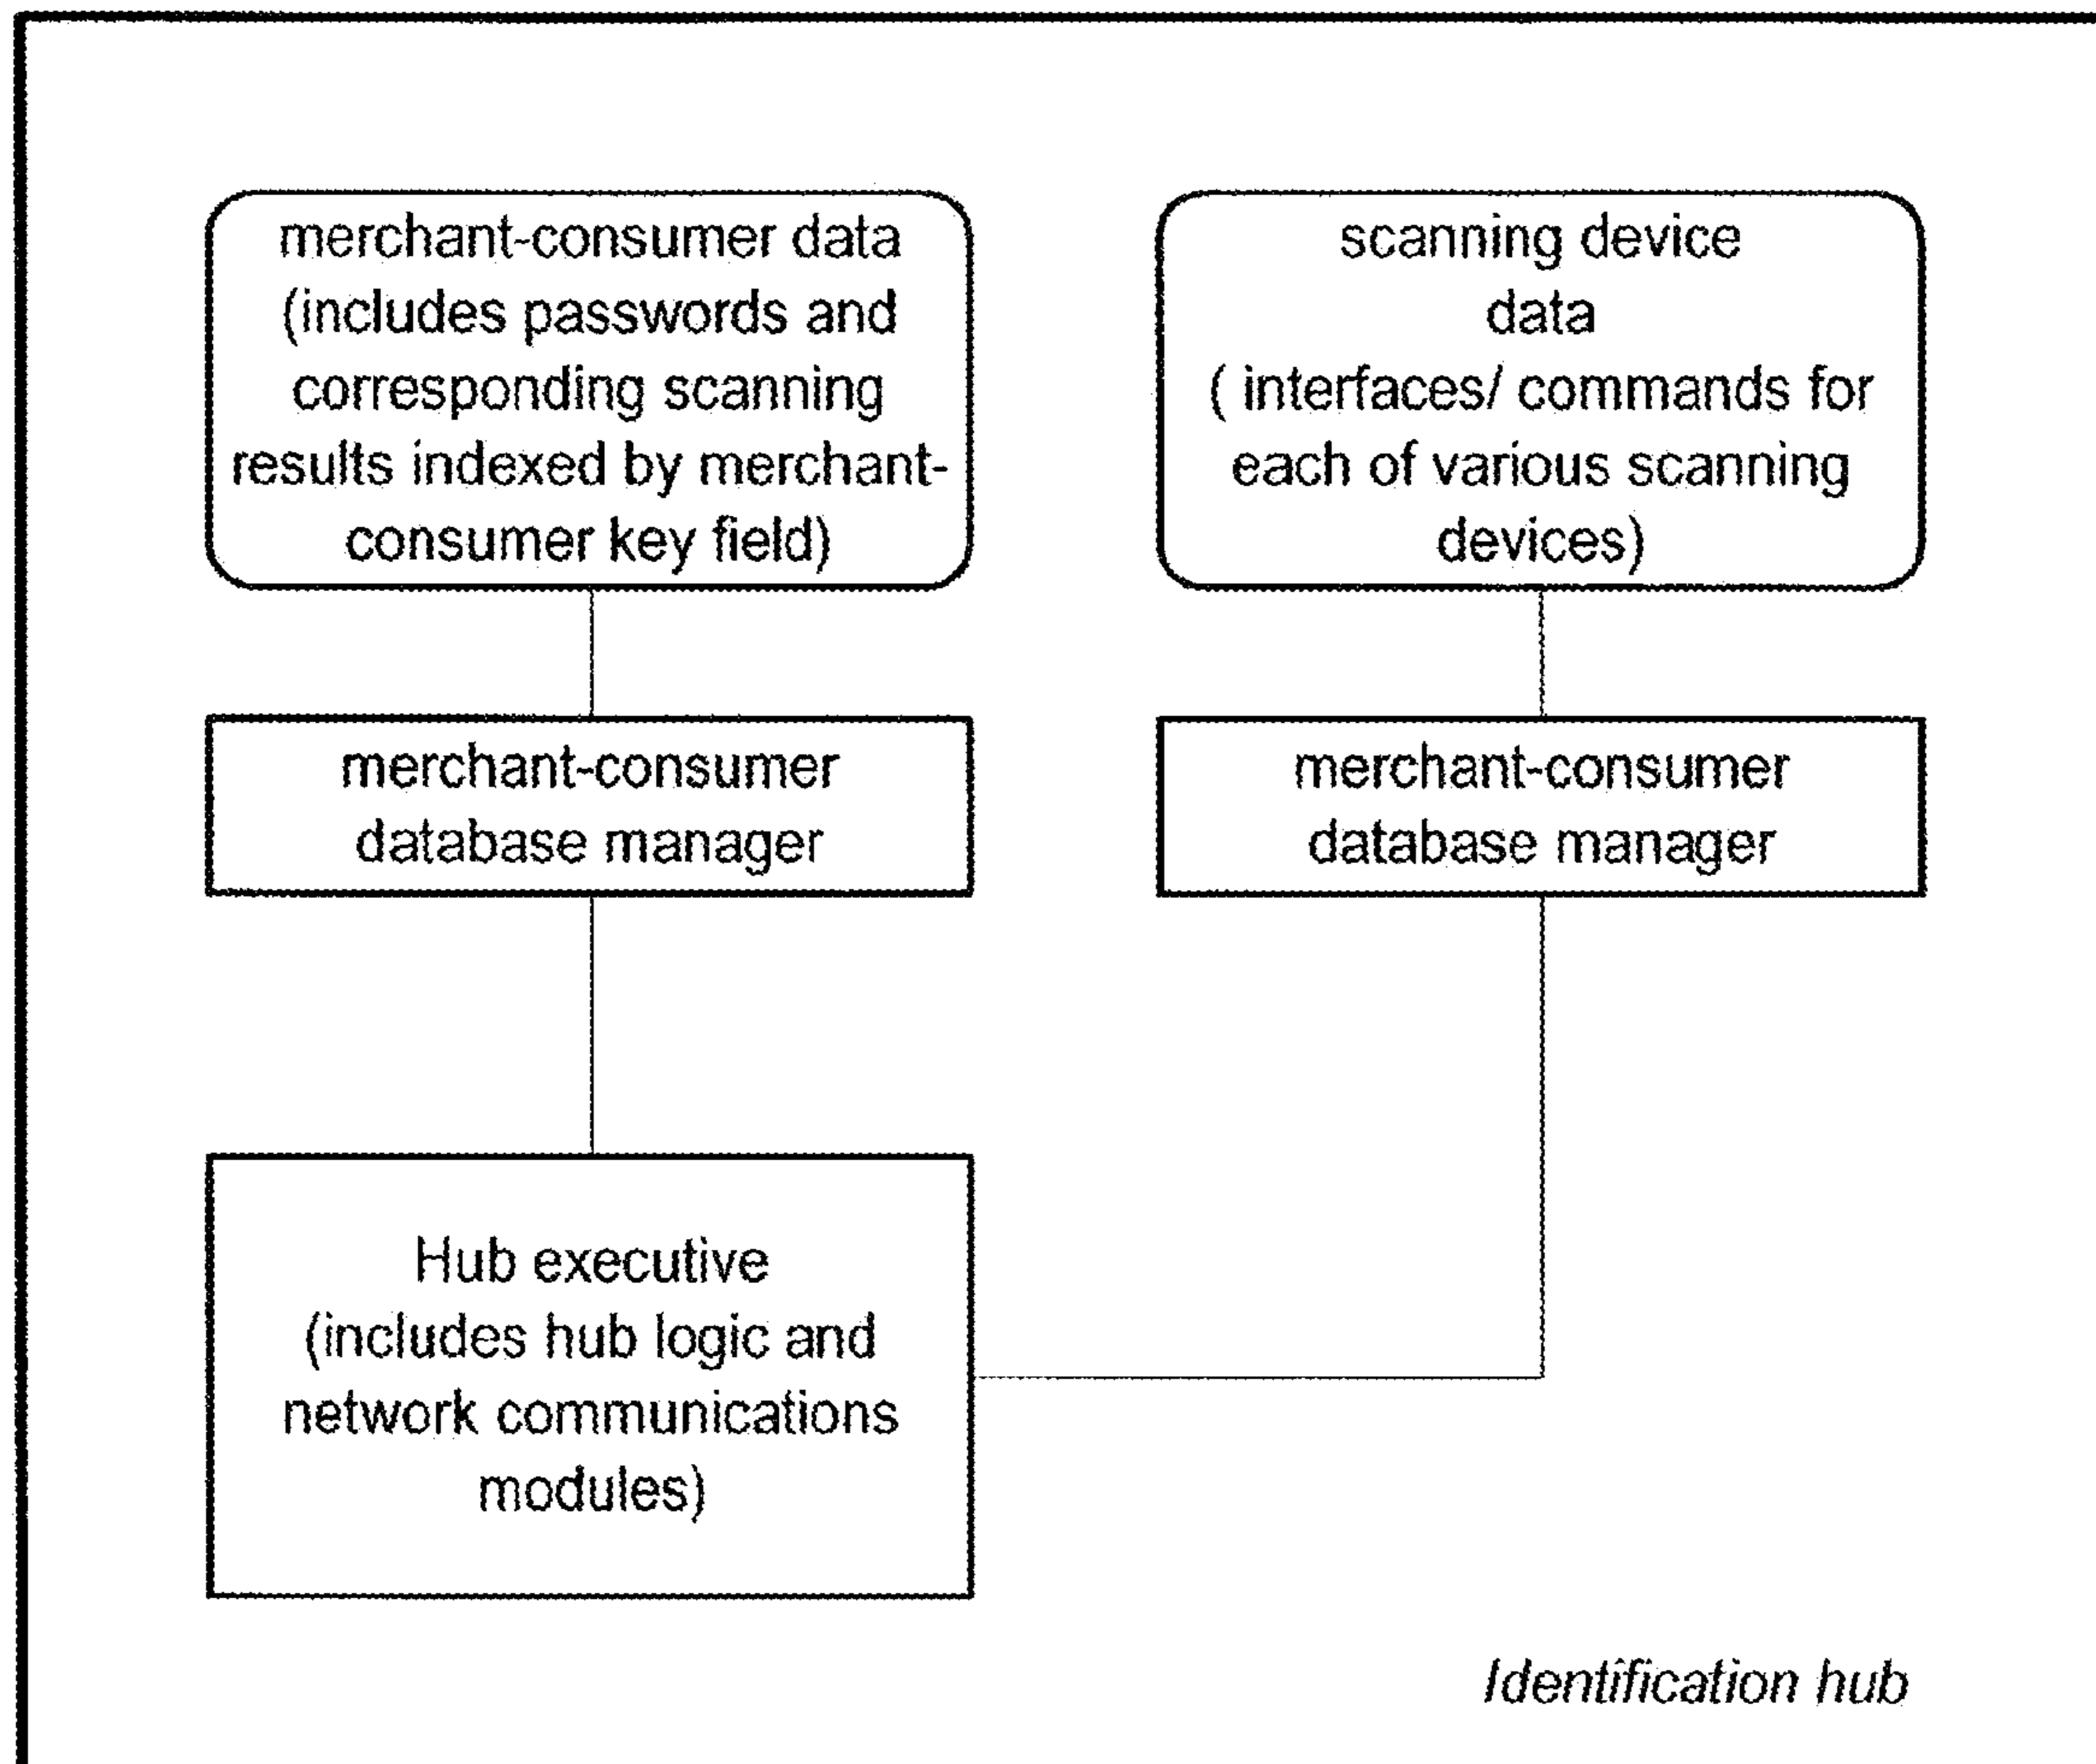 merchant-consumer data
(includes passwords and
corresponding scanning
results indexed by merchant-
consumer key field)
scanning device
data
( interfaces/ commands for
each of various scanning
devices)
merchant-consumer
database manager
merchant-consumer
database manager
Hub executive
(includes hub logic and
network communications
modules)
Identification hub